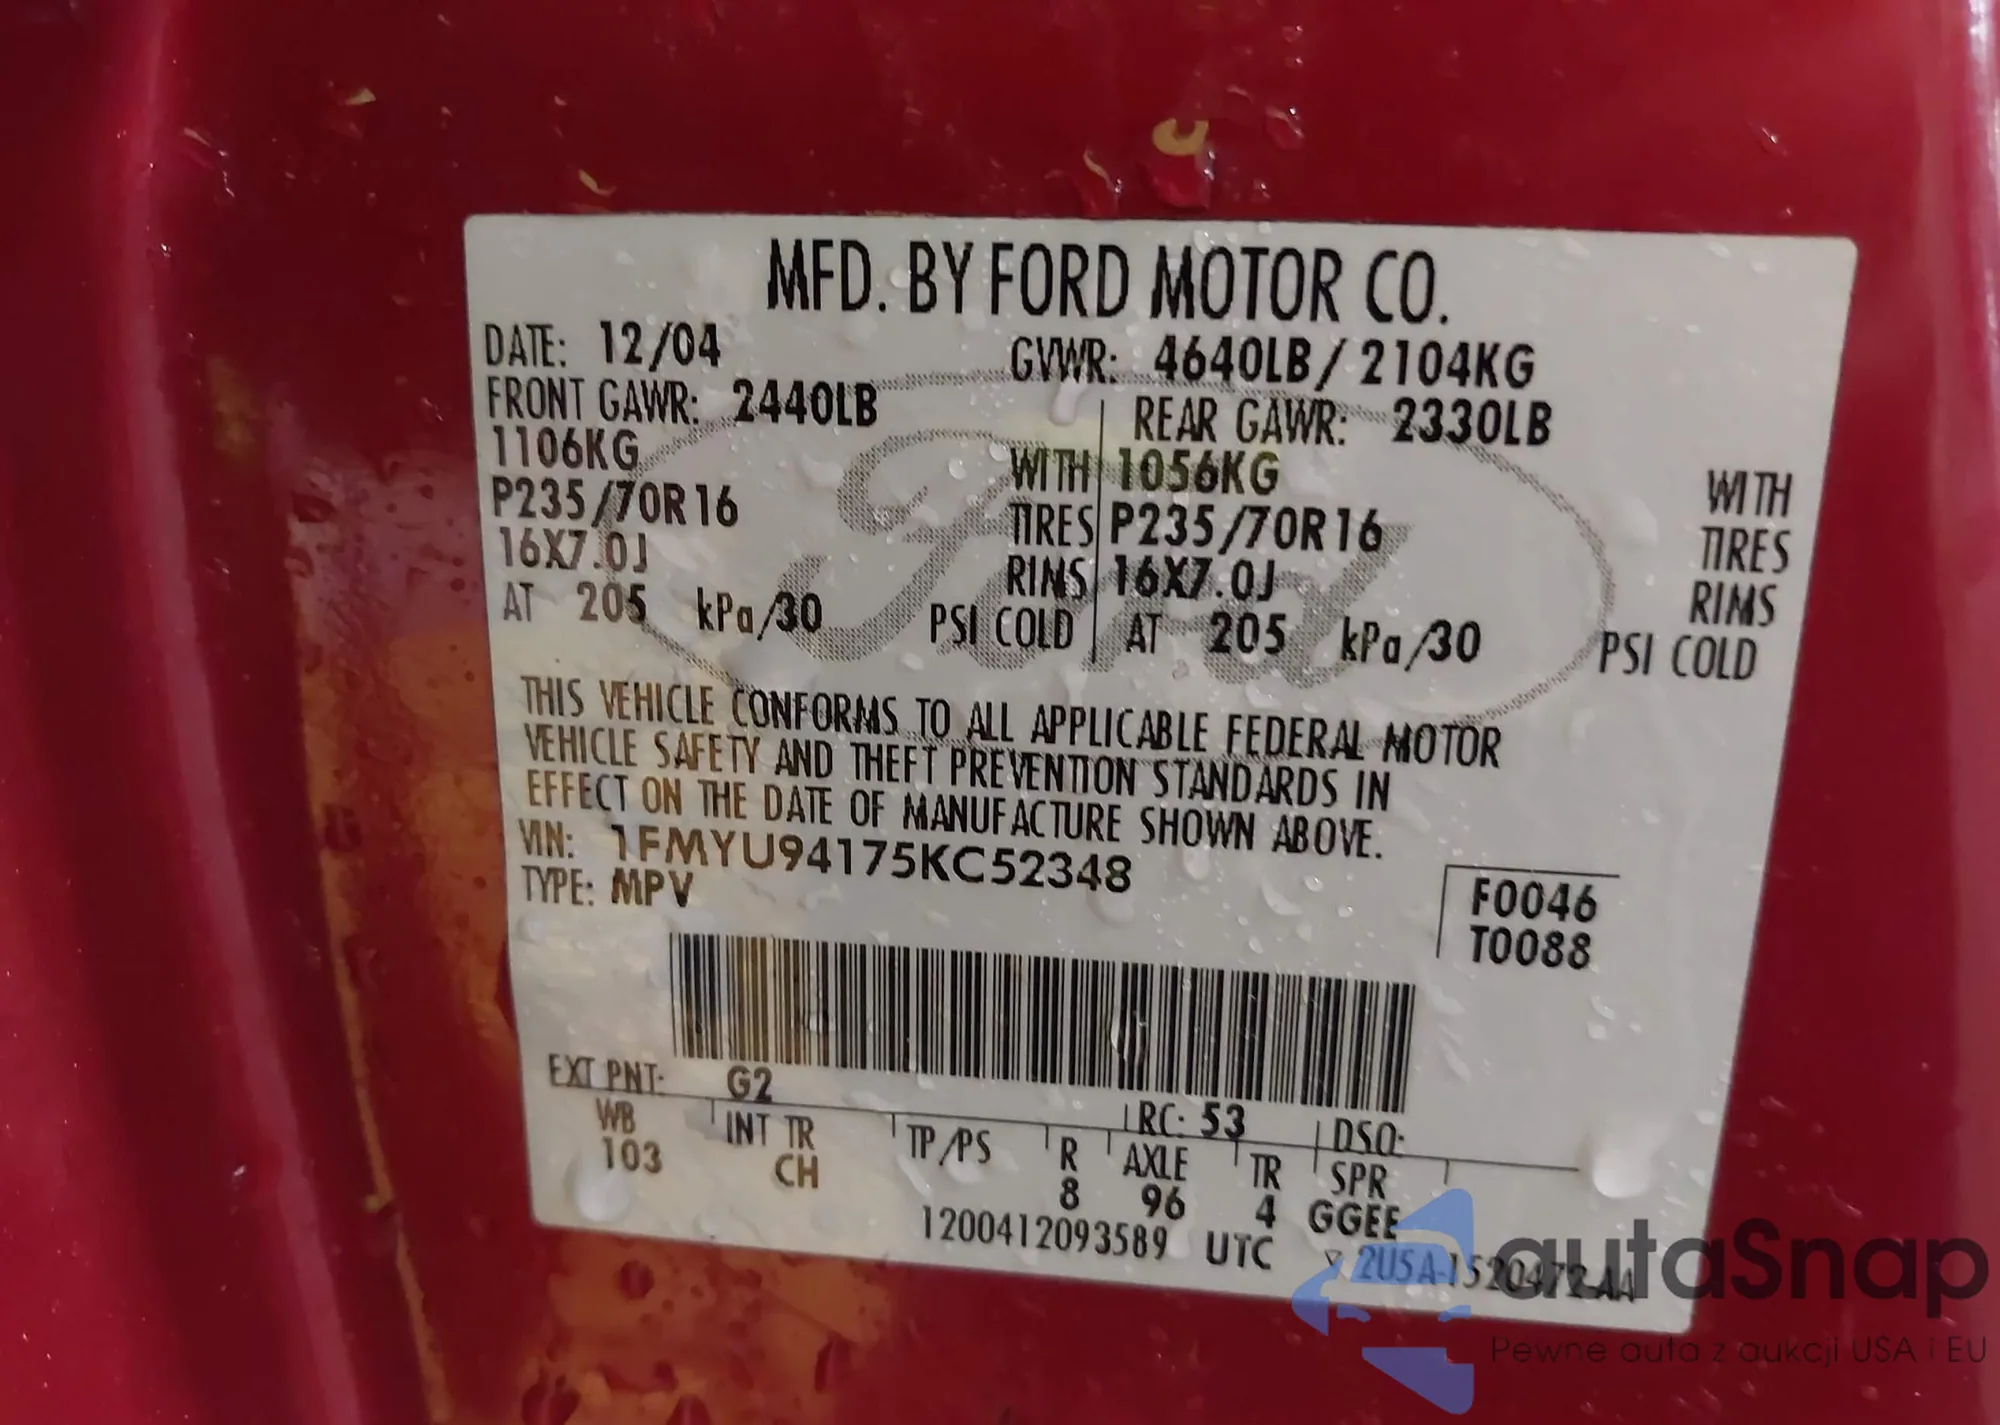 MFD. BY FORD MOTOR CO.
DATE: 12/04 GVWR: 4640LB / 2104KG
FRONT GAWR: 2440LB REAR GAWR: 2330LB
1106KG WITH 1056KG WITH
P235/70R16 TIRES P235/70R16 TIRES
16X7.0J RIMS 16X7.0J RIMS
AT 205 kPa/30 PSI COLD AT 205 kPa/30 PSI COLD
Ford
THIS VEHICLE CONFORMS TO ALL APPLICABLE FEDERAL MOTOR
VEHICLE SAFETY AND THEFT PREVENTION STANDARDS IN
EFFECT ON THE DATE OF MANUFACTURE SHOWN ABOVE.
VIN: 1FMYU94175KC52348
TYPE: MPV
F0046
T0088
EXT PNT: G2 RC: 53 DSO:
WB INT TR TP/PS R AXLE TR SPR
103 CH 8 96 4 GGEE
1200412093589 UTC 2U5A-1520472-AA
autaSnap
Pewne auta z aukcji USA i EU